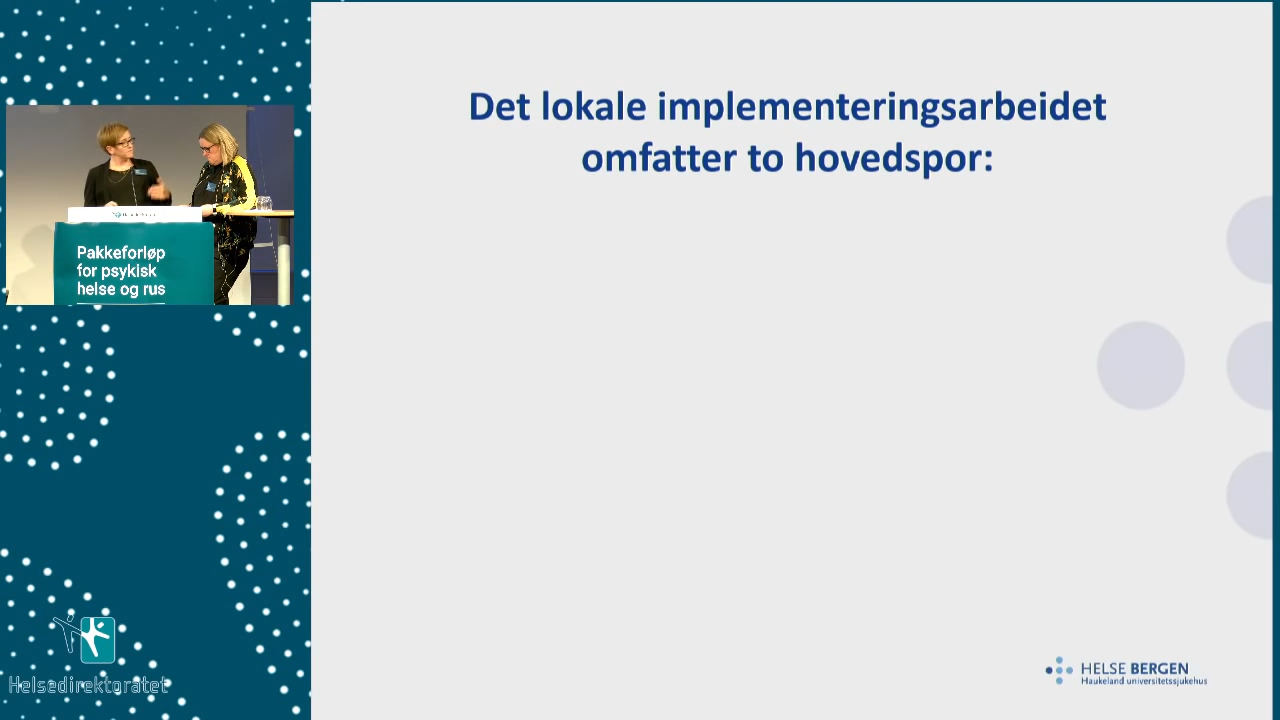 Det lokale implementeringsarbeidet
omfatter to hovedspor:
Pakkeforløp
for psykisk
helse og rus
Helsedirektoratet
HELSE BERGEN
Haukeland universitetssjukehus